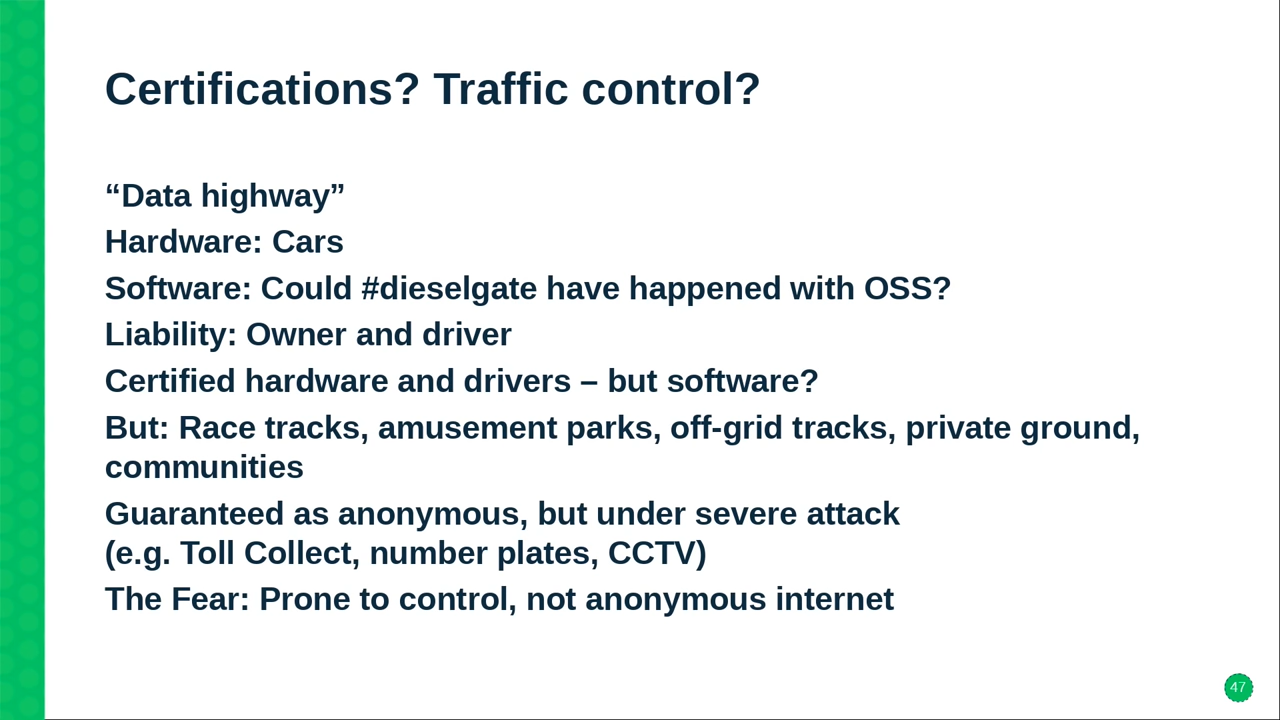 Certifications? Traffic control?
“Data highway”
Hardware: Cars
Software: Could #dieselgate have happened with OSS?
Liability: Owner and driver
Certified hardware and drivers – but software?
But: Race tracks, amusement parks, off-grid tracks, private ground,
communities
Guaranteed as anonymous, but under severe attack
(e.g. Toll Collect, number plates, CCTV)
The Fear: Prone to control, not anonymous internet
47